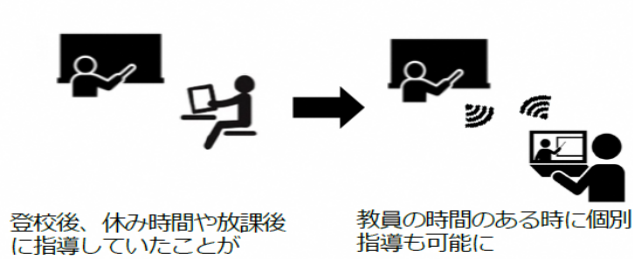 登校後、休み時間や放課後
に指導していたことが
教員の時間のある時に個別
指導も可能に